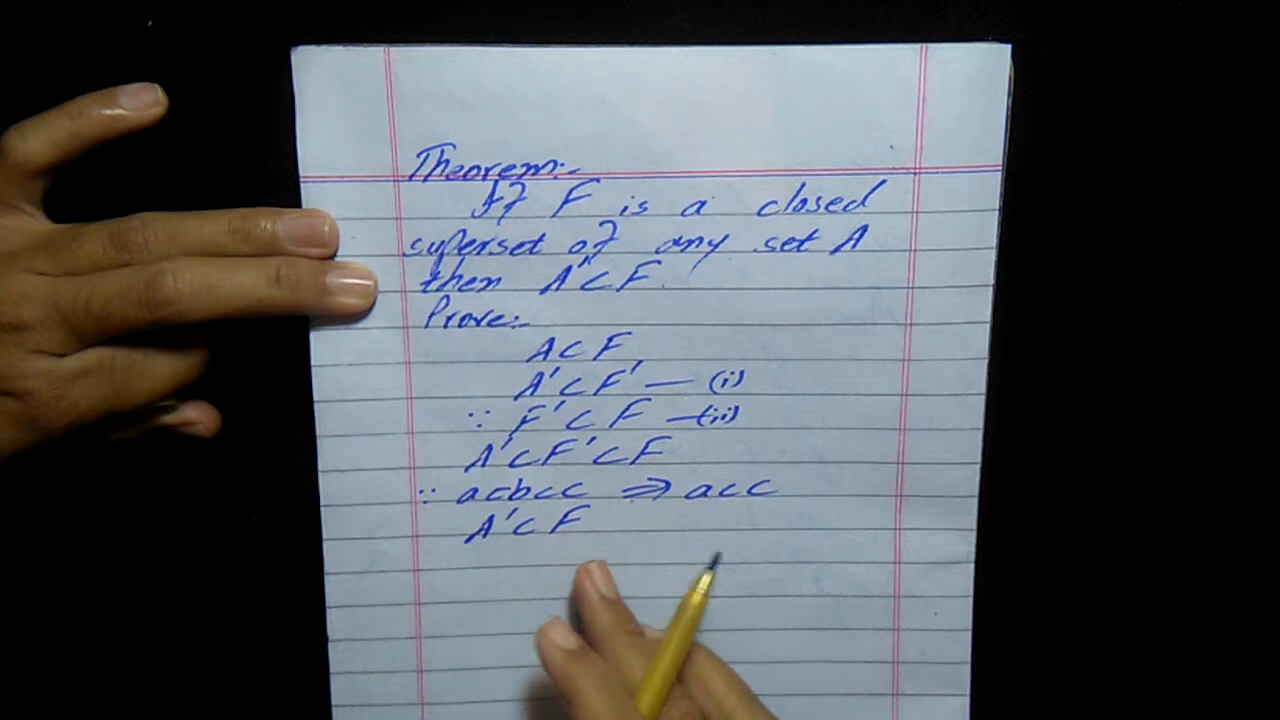 Theorem:-
If F is a closed
superset of any set A
then A'⊂F.
Prove:-
A⊂F,
A'⊂F' — (i)
∵ F'⊂F —(ii)
A'⊂F'⊂F
∵ a⊂b⊂c ⇒ a⊂c
A'⊂F